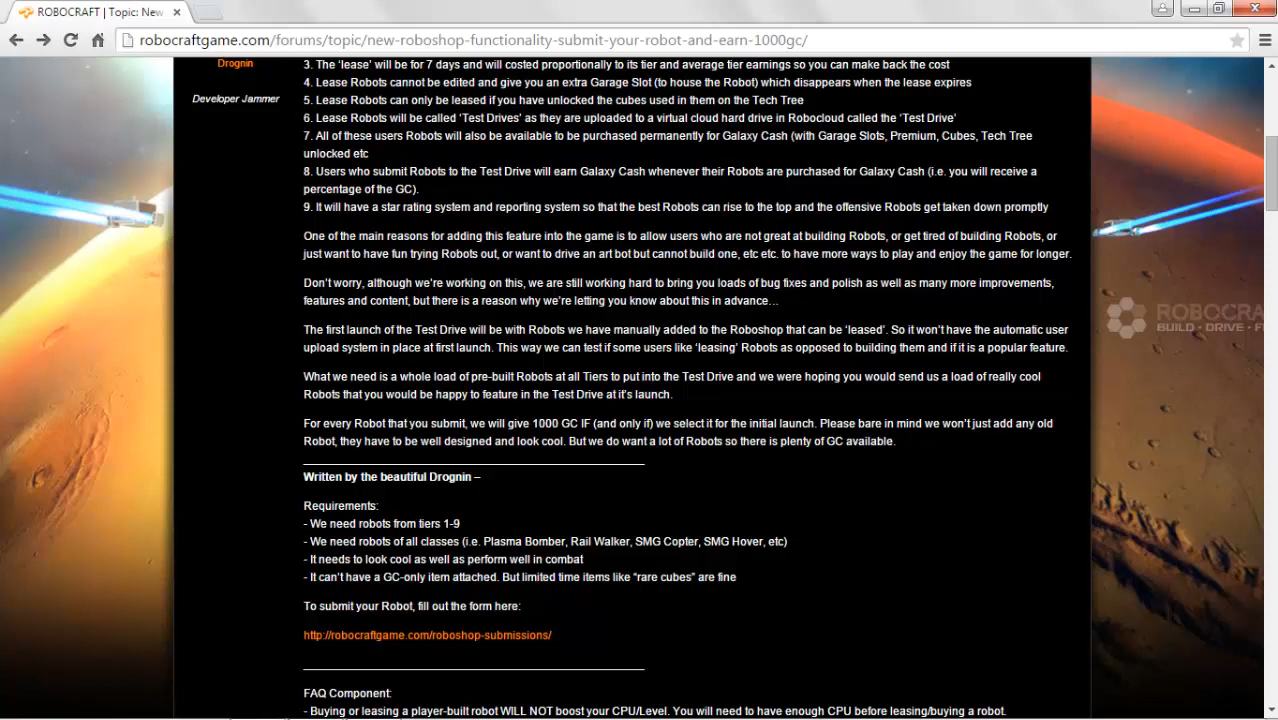 ROBOCRAFT | Topic: New
robocraftgame.com/forums/topic/new-roboshop-functionality-submit-your-robot-and-earn-1000gc/
Drognin
Developer Jammer
3. The 'lease' will be for 7 days and will costed proportionally to its tier and average tier earnings so you can make back the cost
4. Lease Robots cannot be edited and give you an extra Garage Slot (to house the Robot) which disappears when the lease expires
5. Lease Robots can only be leased if you have unlocked the cubes used in them on the Tech Tree
6. Lease Robots will be called 'Test Drives' as they are uploaded to a virtual cloud hard drive in Robocloud called the 'Test Drive'
7. All of these users Robots will also be available to be purchased permanently for Galaxy Cash (with Garage Slots, Premium, Cubes, Tech Tree
unlocked etc
8. Users who submit Robots to the Test Drive will earn Galaxy Cash whenever their Robots are purchased for Galaxy Cash (i.e. you will receive a
percentage of the GC).
9. It will have a star rating system and reporting system so that the best Robots can rise to the top and the offensive Robots get taken down promptly
One of the main reasons for adding this feature into the game is to allow users who are not great at building Robots, or get tired of building Robots, or
just want to have fun trying Robots out, or want to drive an art bot but cannot build one, etc etc. to have more ways to play and enjoy the game for longer.
Don't worry, although we're working on this, we are still working hard to bring you loads of bug fixes and polish as well as many more improvements,
features and content, but there is a reason why we're letting you know about this in advance…
The first launch of the Test Drive will be with Robots we have manually added to the Roboshop that can be 'leased'. So it won't have the automatic user
upload system in place at first launch. This way we can test if some users like 'leasing' Robots as opposed to building them and if it is a popular feature.
What we need is a whole load of pre-built Robots at all Tiers to put into the Test Drive and we were hoping you would send us a load of really cool
Robots that you would be happy to feature in the Test Drive at it's launch.
For every Robot that you submit, we will give 1000 GC IF (and only if) we select it for the initial launch. Please bare in mind we won't just add any old
Robot, they have to be well designed and look cool. But we do want a lot of Robots so there is plenty of GC available.
Written by the beautiful Drognin –
Requirements:
- We need robots from tiers 1-9
- We need robots of all classes (i.e. Plasma Bomber, Rail Walker, SMG Copter, SMG Hover, etc)
- It needs to look cool as well as perform well in combat
- It can't have a GC-only item attached. But limited time items like "rare cubes" are fine
To submit your Robot, fill out the form here:
http://robocraftgame.com/roboshop-submissions/
FAQ Component:
- Buying or leasing a player-built robot WILL NOT boost your CPU/Level. You will need to have enough CPU before leasing/buying a robot.
ROBOCRA
BUILD • DRIVE • F